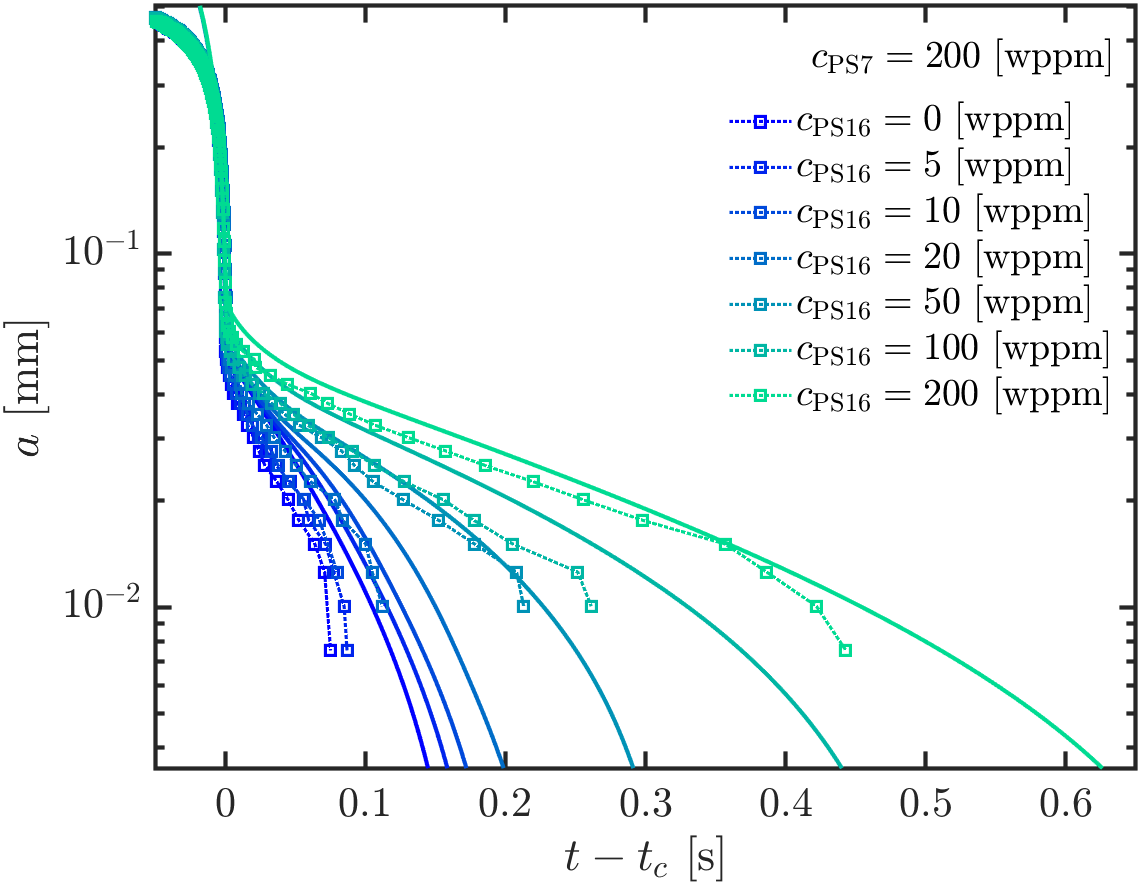 c_PS7 = 200 [wppm]
c_PS16 = 0 [wppm]
c_PS16 = 5 [wppm]
c_PS16 = 10 [wppm]
c_PS16 = 20 [wppm]
c_PS16 = 50 [wppm]
c_PS16 = 100 [wppm]
c_PS16 = 200 [wppm]
a [mm]
10^−1
10^−2
0 0.1 0.2 0.3 0.4 0.5 0.6
t − t_c [s]